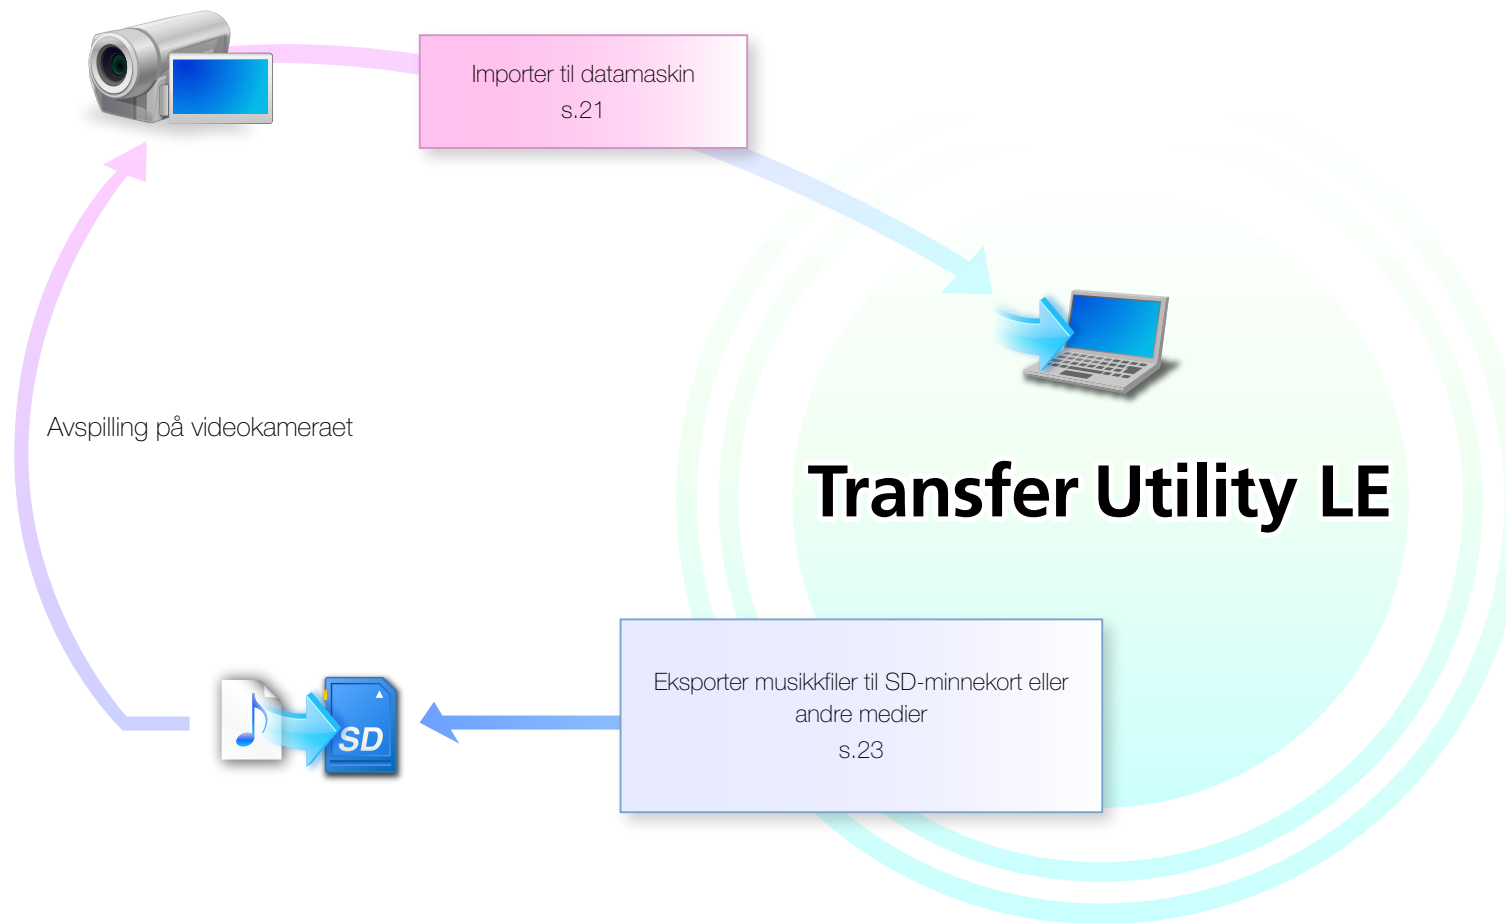 Importer til datamaskin
s.21
Avspilling på videokameraet
Transfer Utility LE
Eksporter musikkfiler til SD-minnekort eller
andre medier
s.23
SD